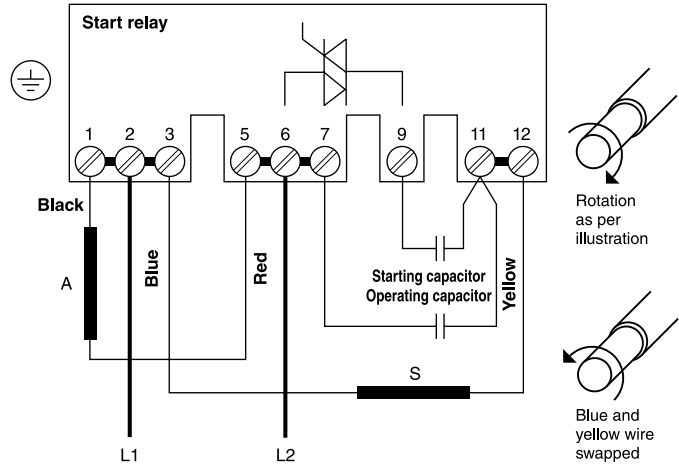 Start relay
1 2 3 5 6 7 9 11 12
Black
Blue
Red
Yellow
A
Starting capacitor
Operating capacitor
S
L1 L2
Rotation
as per
illustration
Blue and
yellow wire
swapped